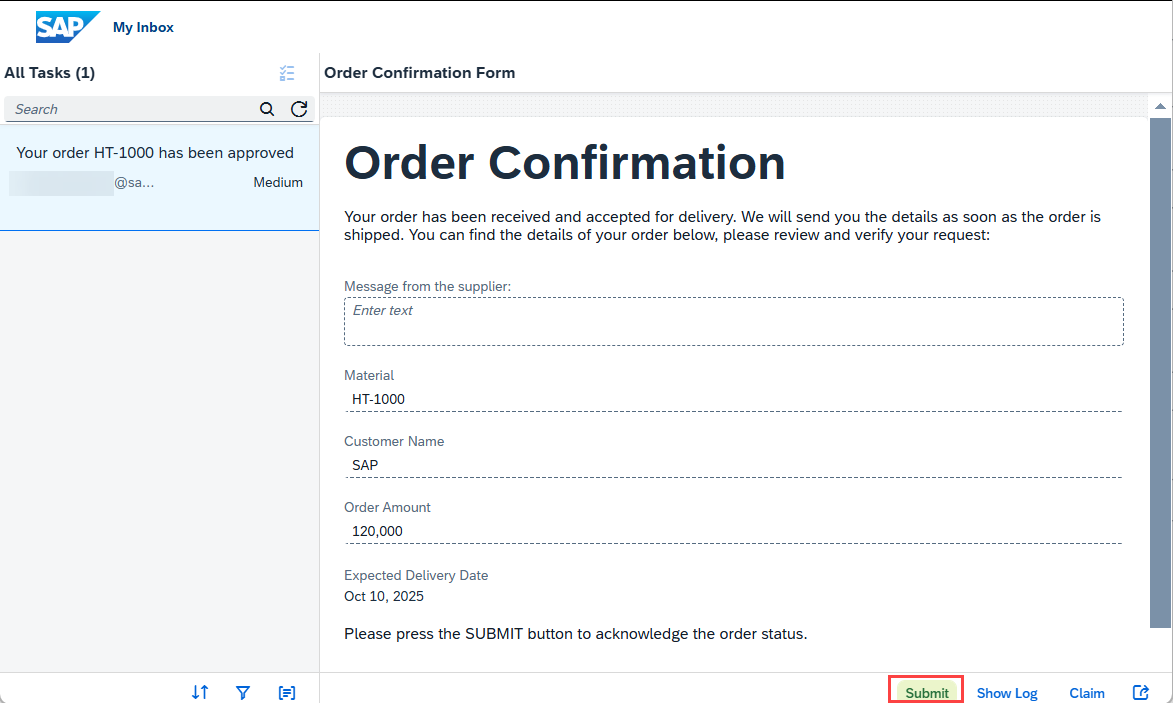 SAP My Inbox
All Tasks (1)
Search
Your order HT-1000 has been approved
@sa...
Medium
Order Confirmation Form
Order Confirmation
Your order has been received and accepted for delivery. We will send you the details as soon as the order is
shipped. You can find the details of your order below, please review and verify your request:
Message from the supplier:
Enter text
Material
HT-1000
Customer Name
SAP
Order Amount
120,000
Expected Delivery Date
Oct 10, 2025
Please press the SUBMIT button to acknowledge the order status.
Submit Show Log Claim